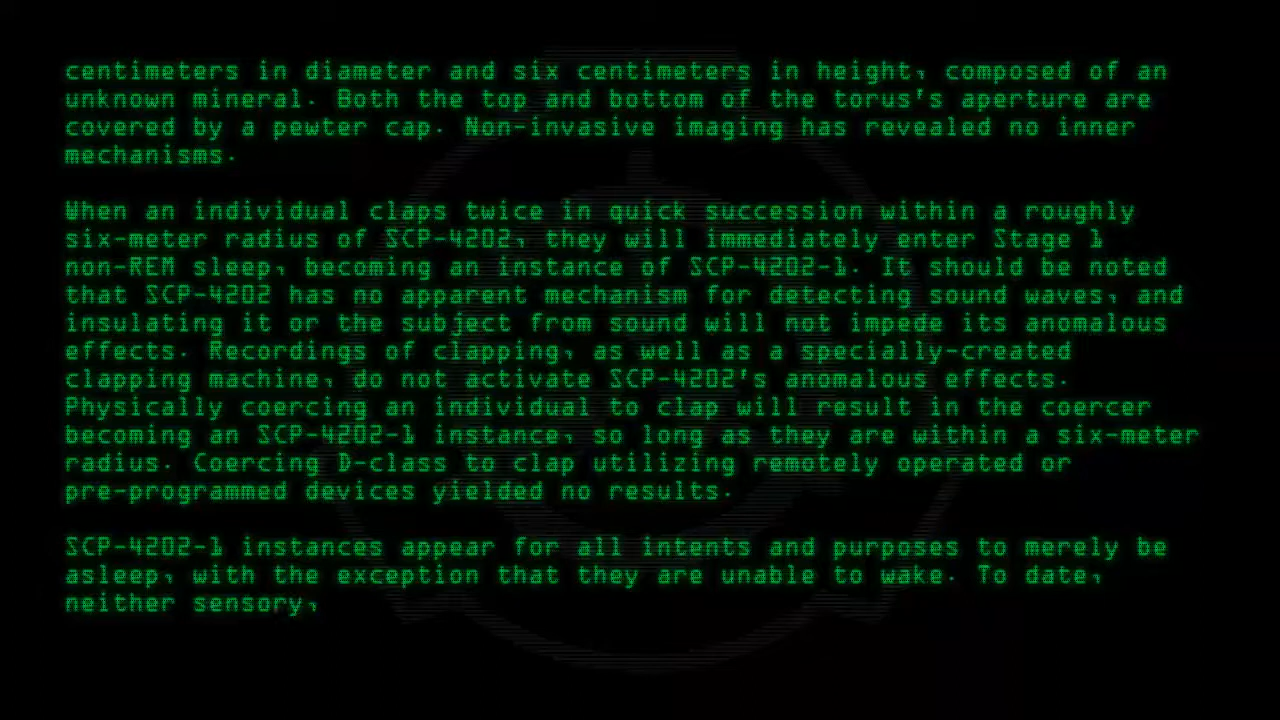 centimeters in diameter and six centimeters in height, composed of an
unknown mineral. Both the top and bottom of the torus's aperture are
covered by a pewter cap. Non-invasive imaging has revealed no inner
mechanisms.
When an individual claps twice in quick succession within a roughly
six-meter radius of SCP-4202, they will immediately enter Stage 1
non-REM sleep, becoming an instance of SCP-4202-1. It should be noted
that SCP-4202 has no apparent mechanism for detecting sound waves, and
insulating it or the subject from sound will not impede its anomalous
effects. Recordings of clapping, as well as a specially-created
clapping machine, do not activate SCP-4202's anomalous effects.
Physically coercing an individual to clap will result in the coercer
becoming an SCP-4202-1 instance, so long as they are within a six-meter
radius. Coercing D-class to clap utilizing remotely operated or
pre-programmed devices yielded no results.
SCP-4202-1 instances appear for all intents and purposes to merely be
asleep, with the exception that they are unable to wake. To date,
neither sensory,